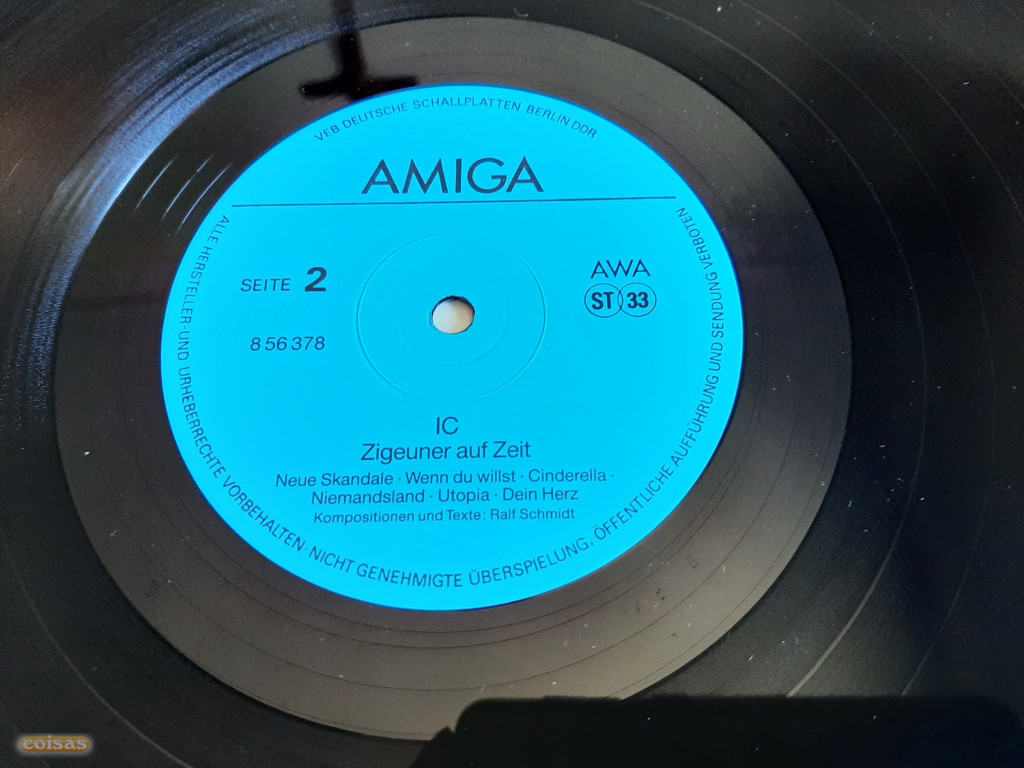 VEB DEUTSCHE SCHALLPLATTEN BERLIN DDR
AMIGA
SEITE 2
8 56 378
AWA
ST 33
IC
Zigeuner auf Zeit
Neue Skandale · Wenn du willst · Cinderella ·
Niemandsland · Utopia · Dein Herz
Kompositionen und Texte: Ralf Schmidt
ALLE HERSTELLER- UND URHEBERRECHTE VORBEHALTEN · NICHT GENEHMIGTE ÜBERSPIELUNG, ÖFFENTLICHE AUFFÜHRUNG UND SENDUNG VERBOTEN
coisas